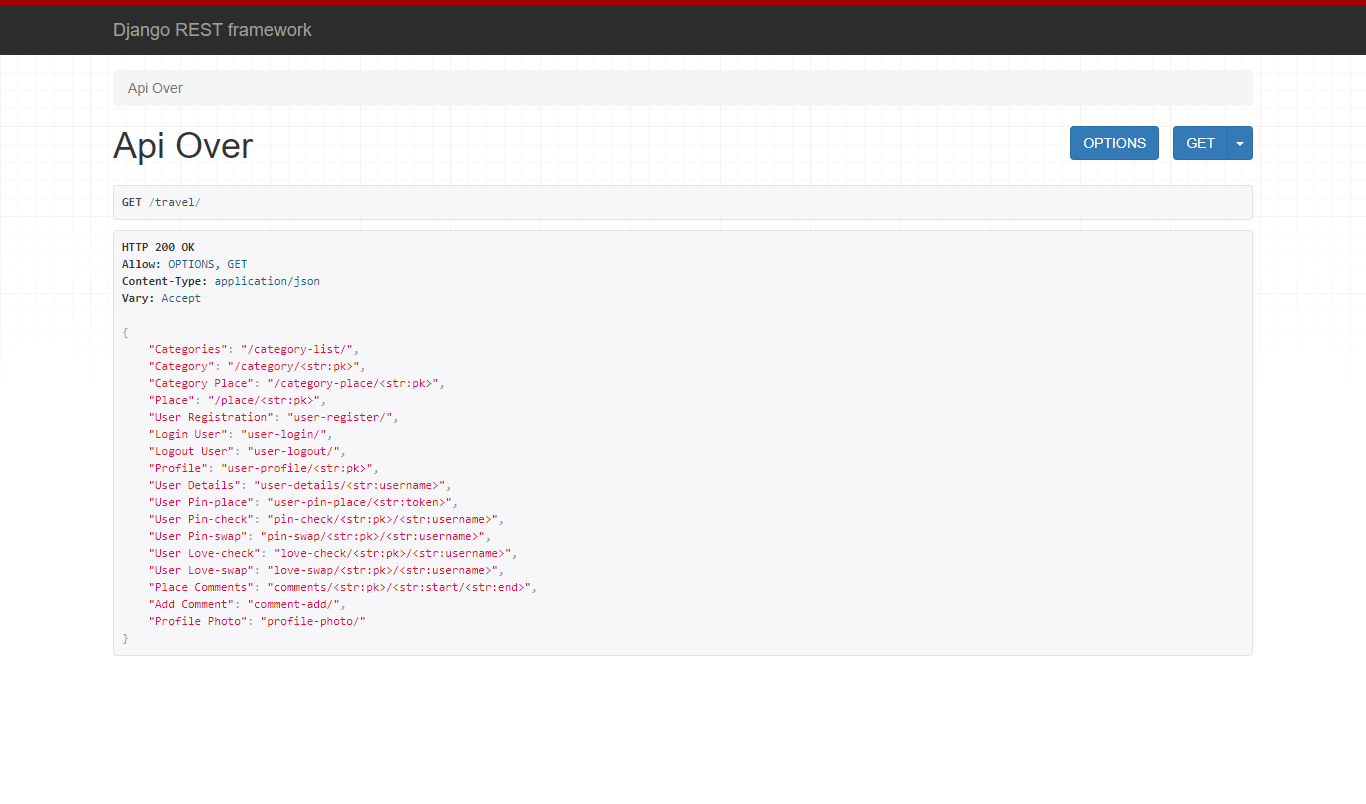 Django REST framework
Api Over
Api Over
OPTIONS
GET
GET /travel/
HTTP 200 OK
Allow: OPTIONS, GET
Content-Type: application/json
Vary: Accept
{
    "Categories": "/category-list/",
    "Category": "/category/<str:pk>",
    "Category Place": "/category-place/<str:pk>",
    "Place": "/place/<str:pk>",
    "User Registration": "user-register/",
    "Login User": "user-login/",
    "Logout User": "user-logout/",
    "Profile": "user-profile/<str:pk>",
    "User Details": "user-details/<str:username>",
    "User Pin-place": "user-pin-place/<str:token>",
    "User Pin-check": "pin-check/<str:pk>/<str:username>",
    "User Pin-swap": "pin-swap/<str:pk>/<str:username>",
    "User Love-check": "love-check/<str:pk>/<str:username>",
    "User Love-swap": "love-swap/<str:pk>/<str:username>",
    "Place Comments": "comments/<str:pk>/<str:start/<str:end>",
    "Add Comment": "comment-add/",
    "Profile Photo": "profile-photo/"
}